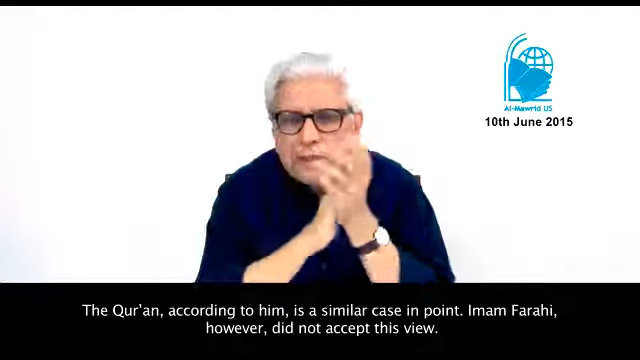 Al-Mawrid US
10th June 2015
The Qur'an, according to him, is a similar case in point. Imam Farahi,
however, did not accept this view.